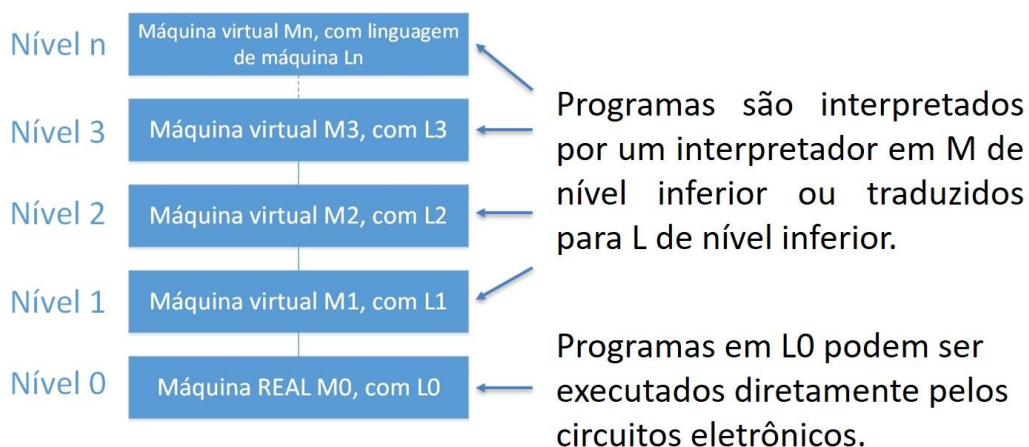 Nível n
Máquina virtual Mn, com linguagem
de máquina Ln
Nível 3
Máquina virtual M3, com L3
Nível 2
Máquina virtual M2, com L2
Nível 1
Máquina virtual M1, com L1
Nível 0
Máquina REAL M0, com L0
Programas são interpretados
por um interpretador em M de
nível inferior ou traduzidos
para L de nível inferior.
Programas em L0 podem ser
executados diretamente pelos
circuitos eletrônicos.